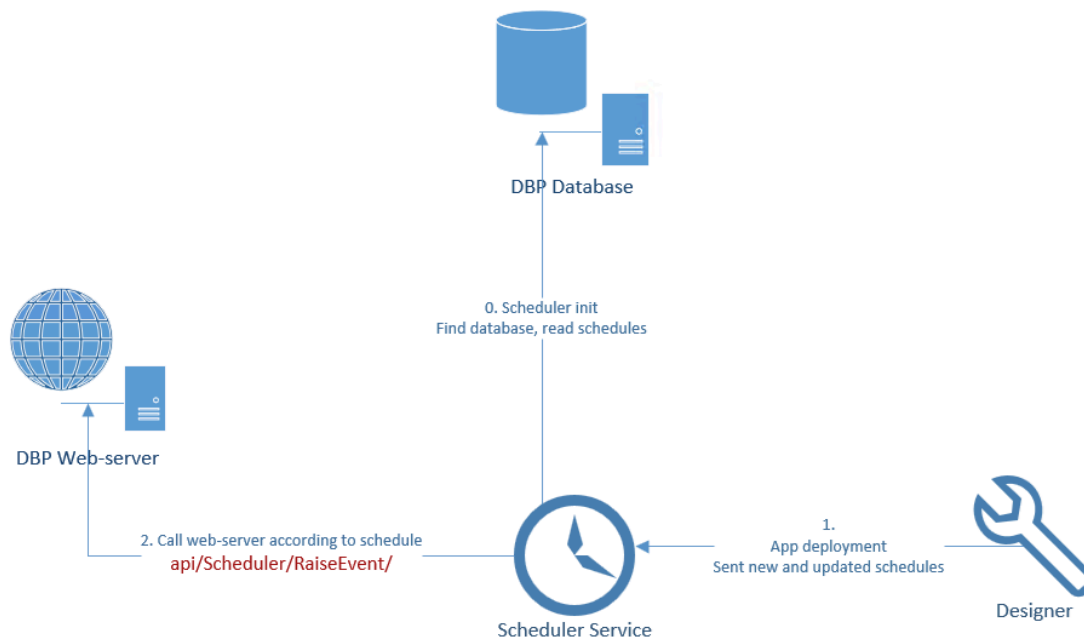 DBP Database
0. Scheduler init
Find database, read schedules
DBP Web-server
2. Call web-server according to schedule
api/Scheduler/RaiseEvent/
1.
App deployment
Sent new and updated schedules
Designer
Scheduler Service